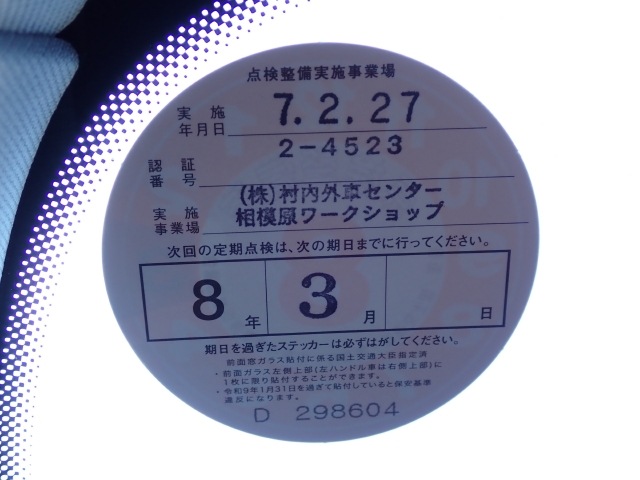 点検整備実施事業場
実施
年月日
7.2.27
認証
番号
2-4523
実施
事業場
(株)村内外車センター
相模原ワークショップ
次回の定期点検は、次の期日までに行ってください。
8年 3月 日
期日を過ぎたステッカーは必ずはがしてください。
前面窓ガラス貼付に係る国土交通大臣指定済
・前面ガラス左側上部(左ハンドル車は右側上部)に
1枚に限り貼付することができます。
・令和9年1月31日を過ぎて貼付していると保安基準
違反になります。
D 298604